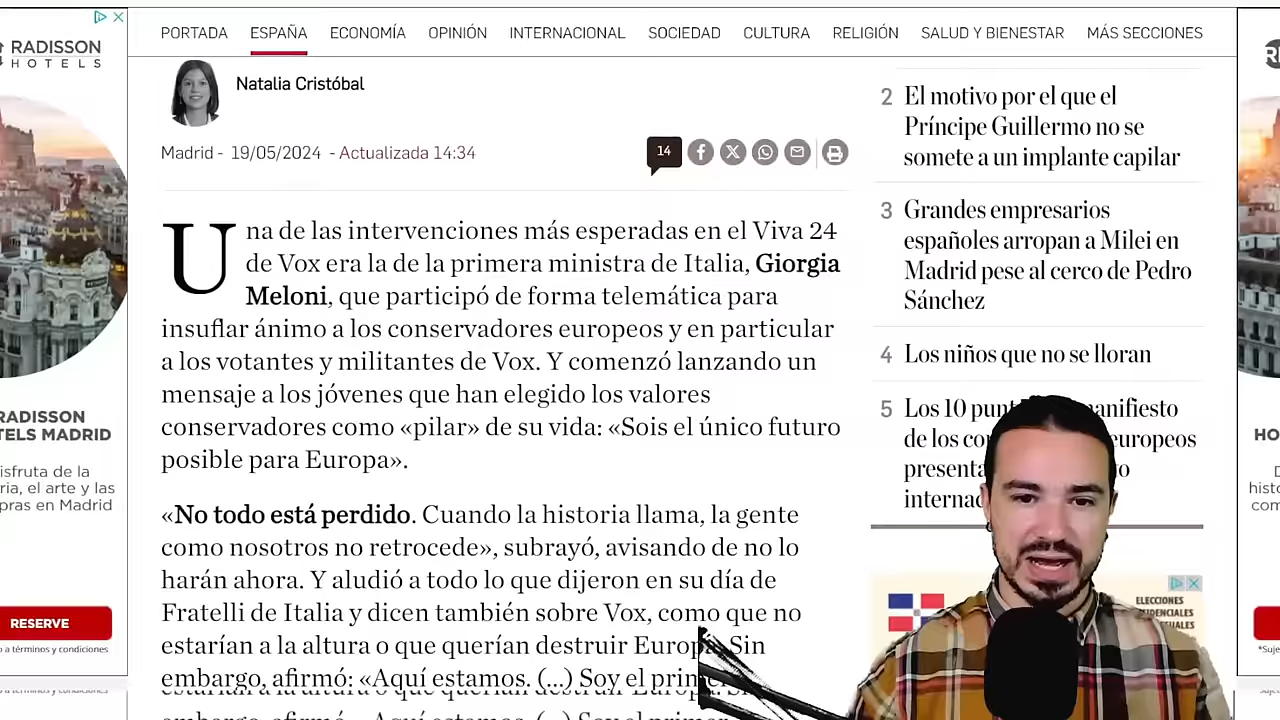 RADISSON
HOTELS
PORTADA ESPAÑA ECONOMÍA OPINIÓN INTERNACIONAL SOCIEDAD CULTURA RELIGIÓN SALUD Y BIENESTAR MÁS SECCIONES
Natalia Cristóbal
Madrid - 19/05/2024 - Actualizada 14:34
14
Una de las intervenciones más esperadas en el Viva 24
de Vox era la de la primera ministra de Italia, Giorgia
Meloni, que participó de forma telemática para
insuflar ánimo a los conservadores europeos y en particular
a los votantes y militantes de Vox. Y comenzó lanzando un
mensaje a los jóvenes que han elegido los valores
conservadores como «pilar» de su vida: «Sois el único futuro
posible para Europa».
«No todo está perdido. Cuando la historia llama, la gente
como nosotros no retrocede», subrayó, avisando de no lo
harán ahora. Y aludió a todo lo que dijeron en su día de
Fratelli de Italia y dicen también sobre Vox, como que no
estarían a la altura o que querían destruir Europa. Sin
embargo, afirmó: «Aquí estamos. (...) Soy el
2 El motivo por el que el
Príncipe Guillermo no se
somete a un implante capilar
3 Grandes empresarios
españoles arropan a Milei en
Madrid pese al cerco de Pedro
Sánchez
4 Los niños que no se lloran
5 Los 10
de los europeos
ELECCIONES
RADISSON
MADRID
de la
el arte y las
en Madrid
RESERVE
términos y condiciones